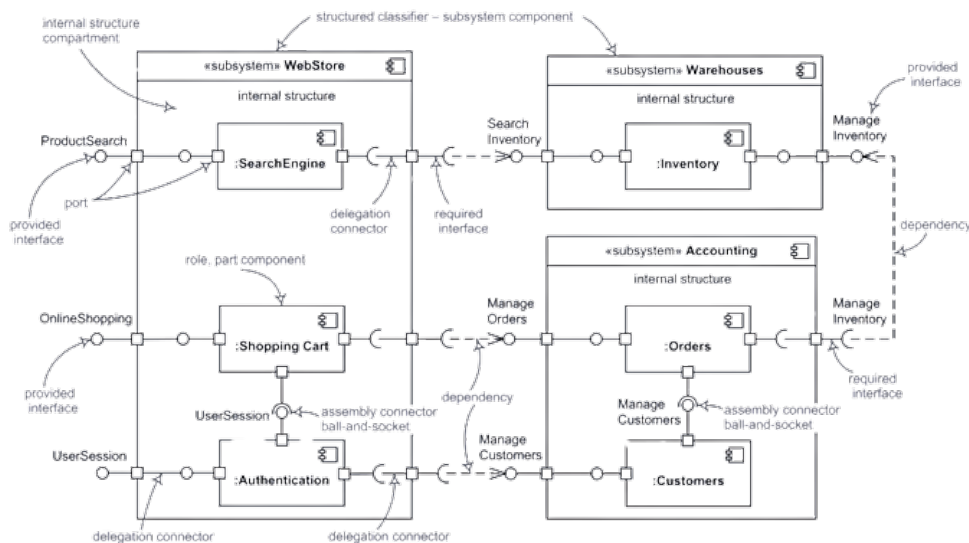 structured classifier – subsystem component
internal structure
compartment
«subsystem» WebStore
internal structure
«subsystem» Warehouses
internal structure
provided
interface
ProductSearch
:SearchEngine
Search
Inventory
:Inventory
Manage
Inventory
port
provided
interface
delegation
connector
required
interface
dependency
role, part component
«subsystem» Accounting
internal structure
OnlineShopping
:Shopping Cart
Manage
Orders
:Orders
Manage
Inventory
provided
interface
UserSession
assembly connector
ball-and-socket
dependency
Manage
Customers
assembly connector
ball-and-socket
required
interface
UserSession
:Authentication
Manage
Customers
:Customers
delegation connector
delegation connector